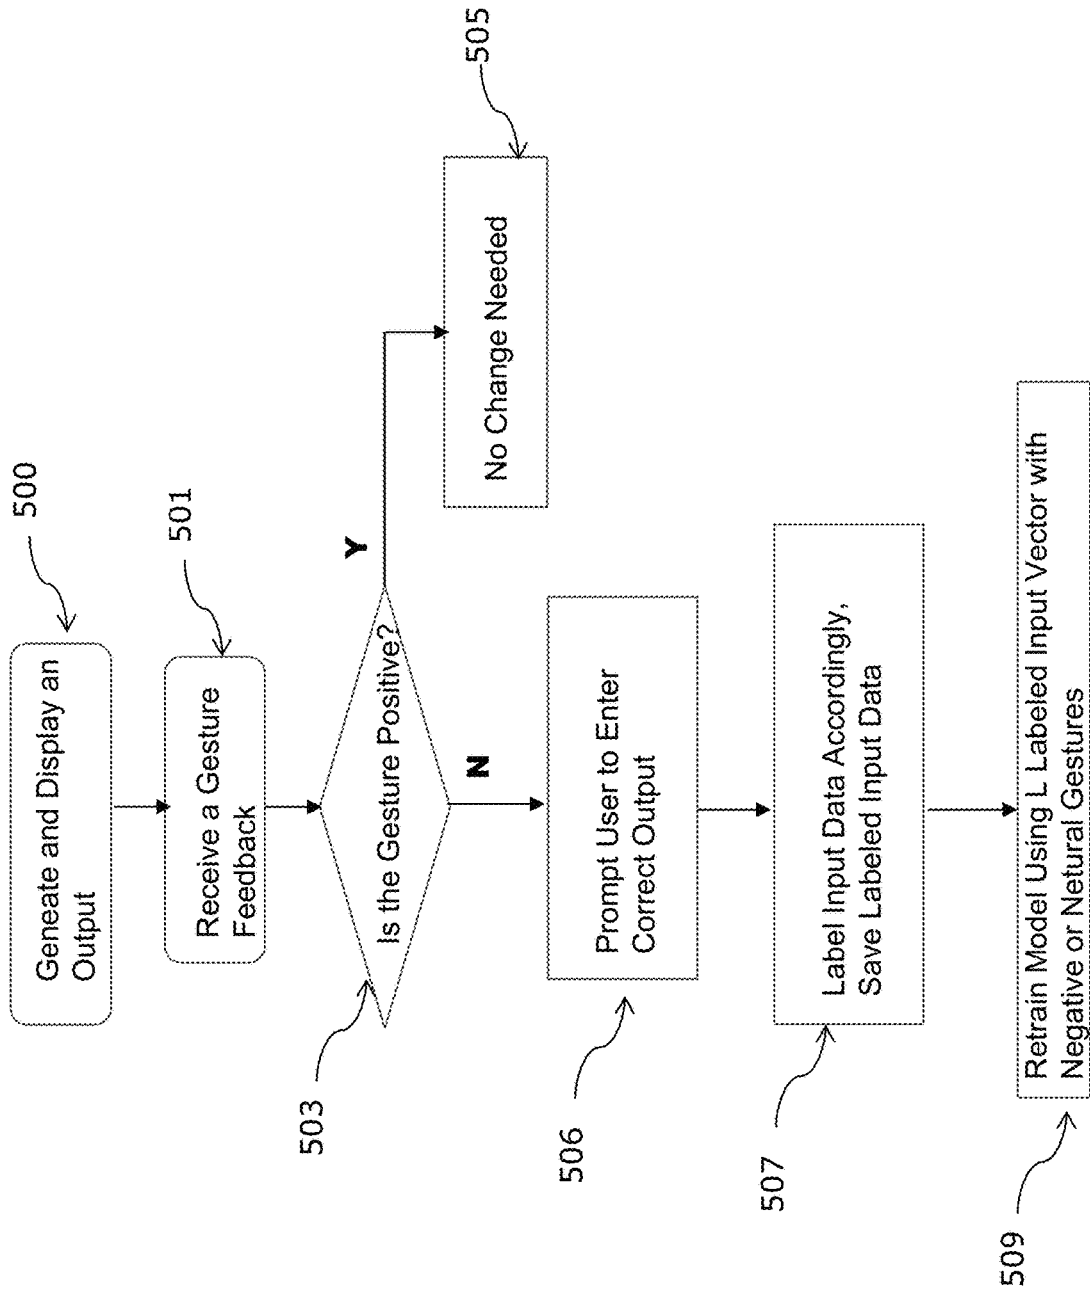 500
Geneate and Display an
Output
501
Receive a Gesture
Feedback
503
Is the Gesture Positive?
Y
505
No Change Needed
N
506
Prompt User to Enter
Correct Output
507
Label Input Data Accordingly,
Save Labeled Input Data
509
Retrain Model Using L Labeled Input Vector with
Negative or Netural Gestures